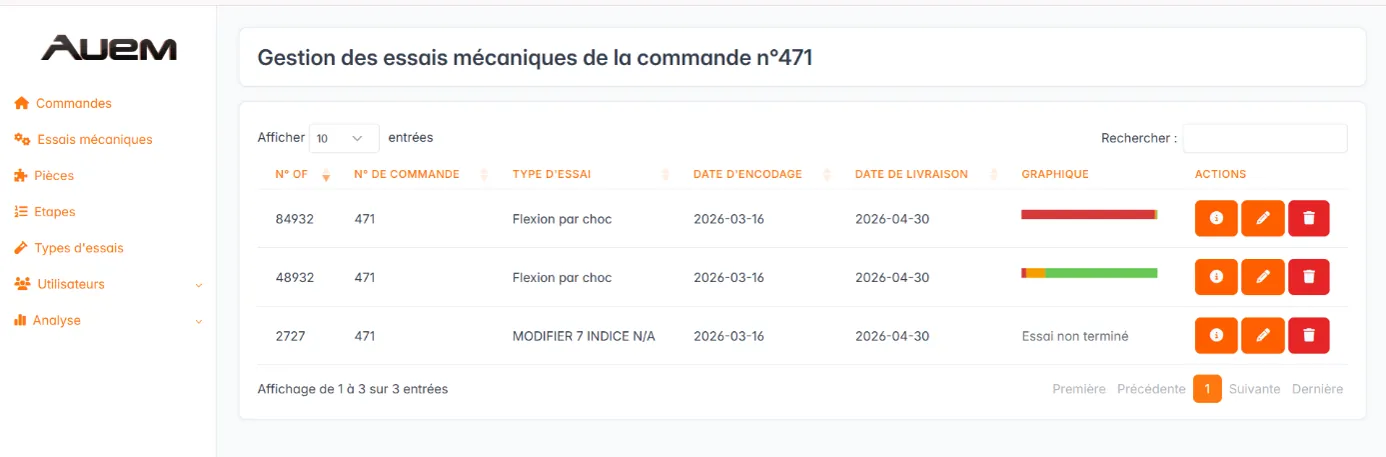 AUEM
Gestion des essais mécaniques de la commande n°471
Commandes
Essais mécaniques
Pièces
Etapes
Types d'essais
Utilisateurs
Analyse
Afficher 10 entrées
Rechercher :
N° OF N° DE COMMANDE TYPE D'ESSAI DATE D'ENCODAGE DATE DE LIVRAISON GRAPHIQUE ACTIONS
84932 471 Flexion par choc 2026-03-16 2026-04-30
48932 471 Flexion par choc 2026-03-16 2026-04-30
2727 471 MODIFIER 7 INDICE N/A 2026-03-16 2026-04-30 Essai non terminé
Affichage de 1 à 3 sur 3 entrées
Première Précédente 1 Suivante Dernière